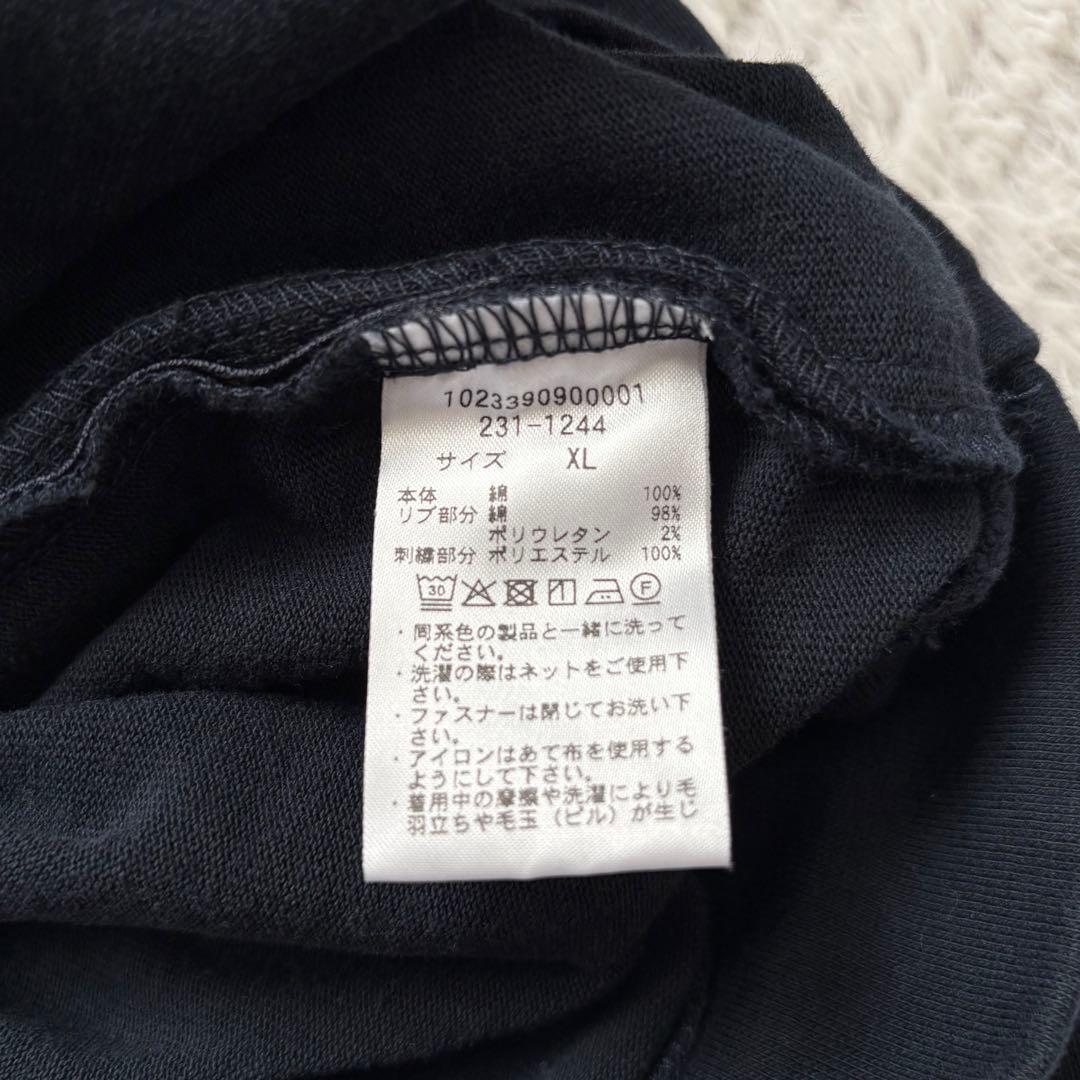 1023390900001
231-1244
サイズ XL
本体 綿 100%
リブ部分 綿 98%
ポリウレタン 2%
刺繍部分 ポリエステル 100%
30 F
・同系色の製品と一緒に洗って
ください。
・洗濯の際はネットをご使用下
さい。
・ファスナーは閉じてお洗い下
さい。
・アイロンはあて布を使用する
ようにして下さい。
・着用中の摩擦や洗濯により毛
羽立ちや毛玉（ピル）が生じ